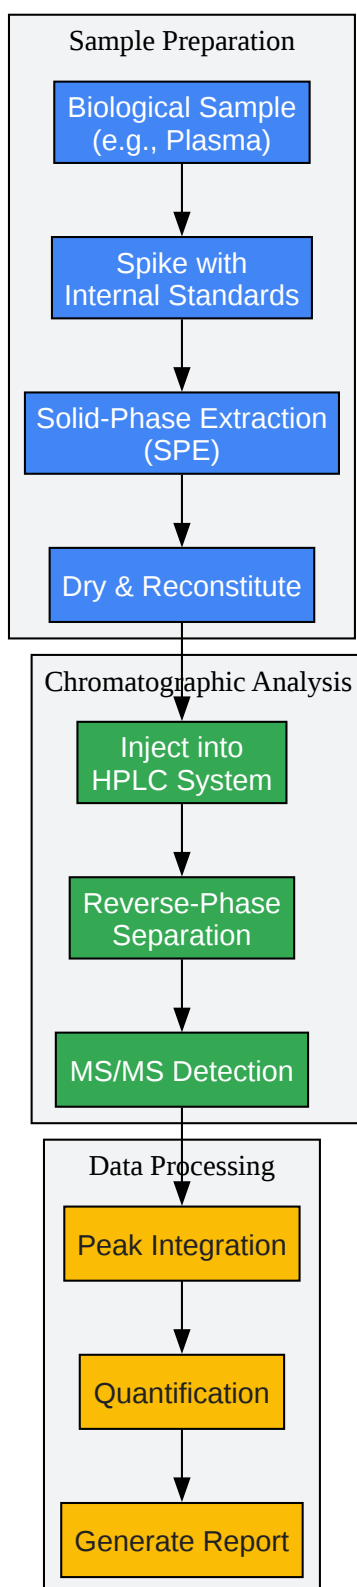 Sample Preparation
Biological Sample
(e.g., Plasma)
Spike with
Internal Standards
Solid-Phase Extraction
(SPE)
Dry & Reconstitute
Chromatographic Analysis
Inject into
HPLC System
Reverse-Phase
Separation
MS/MS Detection
Data Processing
Peak Integration
Quantification
Generate Report